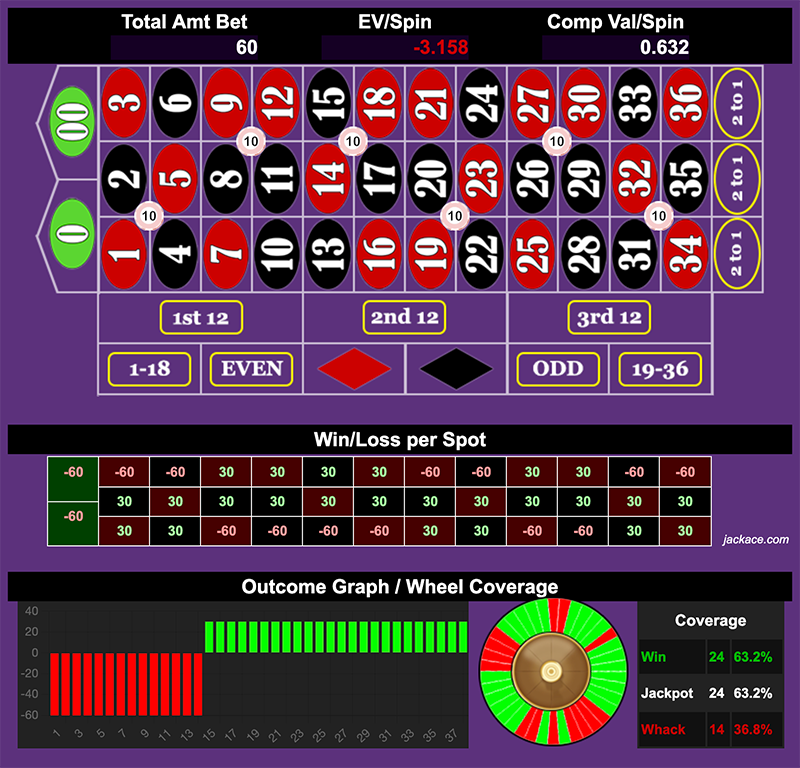 Total Amt Bet EV/Spin Comp Val/Spin
60 -3.158 0.632
00 3 6 9 12 15 18 21 24 27 30 33 36 2 to 1
10 10 10
2 5 8 11 14 17 20 23 26 29 32 35 2 to 1
10 10 10
0 1 4 7 10 13 16 19 22 25 28 31 34 2 to 1
1st 12 2nd 12 3rd 12
1-18 EVEN ODD 19-36
Win/Loss per Spot
-60 -60 -60 30 30 30 30 -60 -60 30 30 -60 -60
30 30 30 30 30 30 30 30 30 30 30 30
-60 30 30 -60 -60 -60 -60 30 30 -60 -60 30 30
jackace.com
Outcome Graph / Wheel Coverage
40
20
0
-20
-40
-60
1 3 5 7 9 11 13 15 17 19 21 23 25 27 29 31 33 35 37
Coverage
Win 24 63.2%
Jackpot 24 63.2%
Whack 14 36.8%